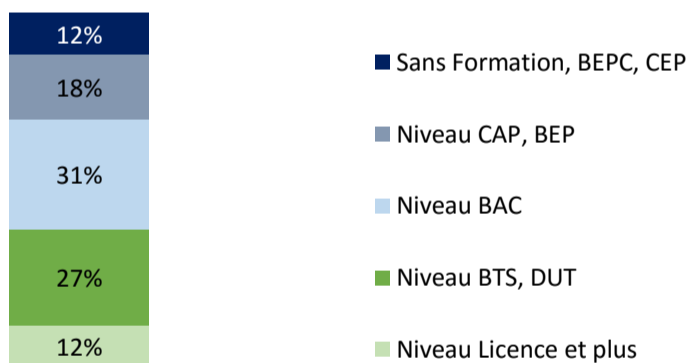 12%
18%
31%
27%
12%
Sans Formation, BEPC, CEP
Niveau CAP, BEP
Niveau BAC
Niveau BTS, DUT
Niveau Licence et plus